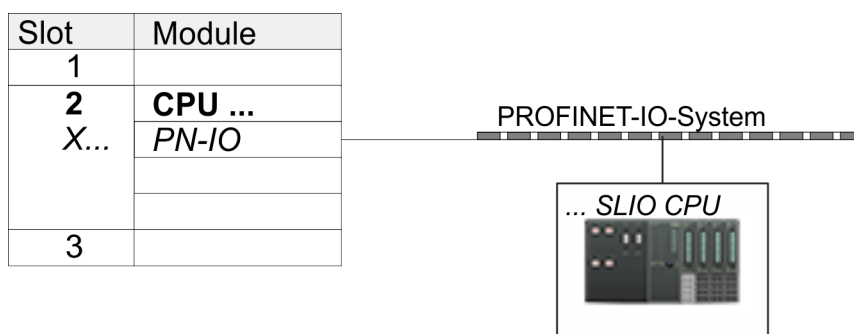 Slot Module
1
2 CPU ...
X... PN-IO
3
PROFINET-IO-System
... SLIO CPU